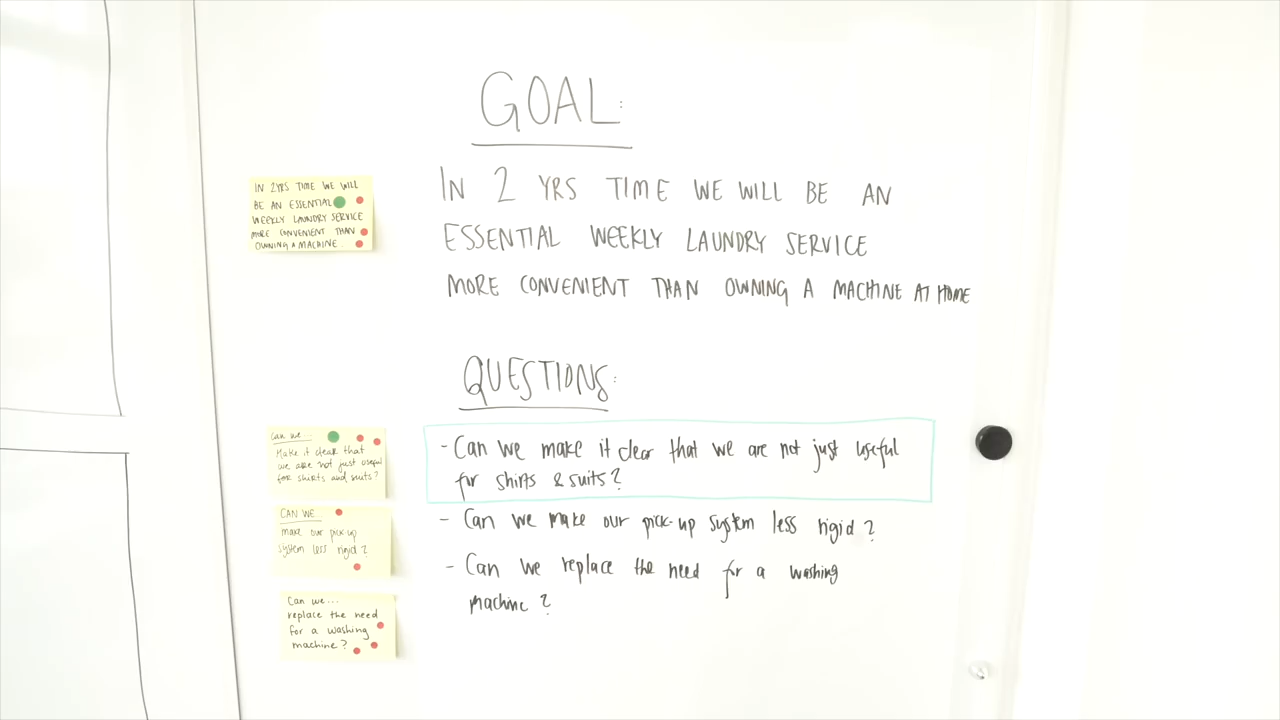 GOAL:
IN 2YRS TIME WE WILL
BE AN ESSENTIAL
WEEKLY LAUNDRY SERVICE
MORE CONVENIENT THAN
OWNING A MACHINE.
IN 2 YRS TIME WE WILL BE AN
ESSENTIAL WEEKLY LAUNDRY SERVICE
MORE CONVENIENT THAN OWNING A MACHINE AT HOME
QUESTIONS:
Can we...
Make it clear that
we are not just useful
for shirts and suits?
- Can we make it clear that we are not just useful
for shirts & suits?
CAN WE...
make our pick-up
system less rigid?
- Can we make our pick-up system less rigid?
Can we...
replace the need
for a washing
machine?
- Can we replace the need for a washing
machine?